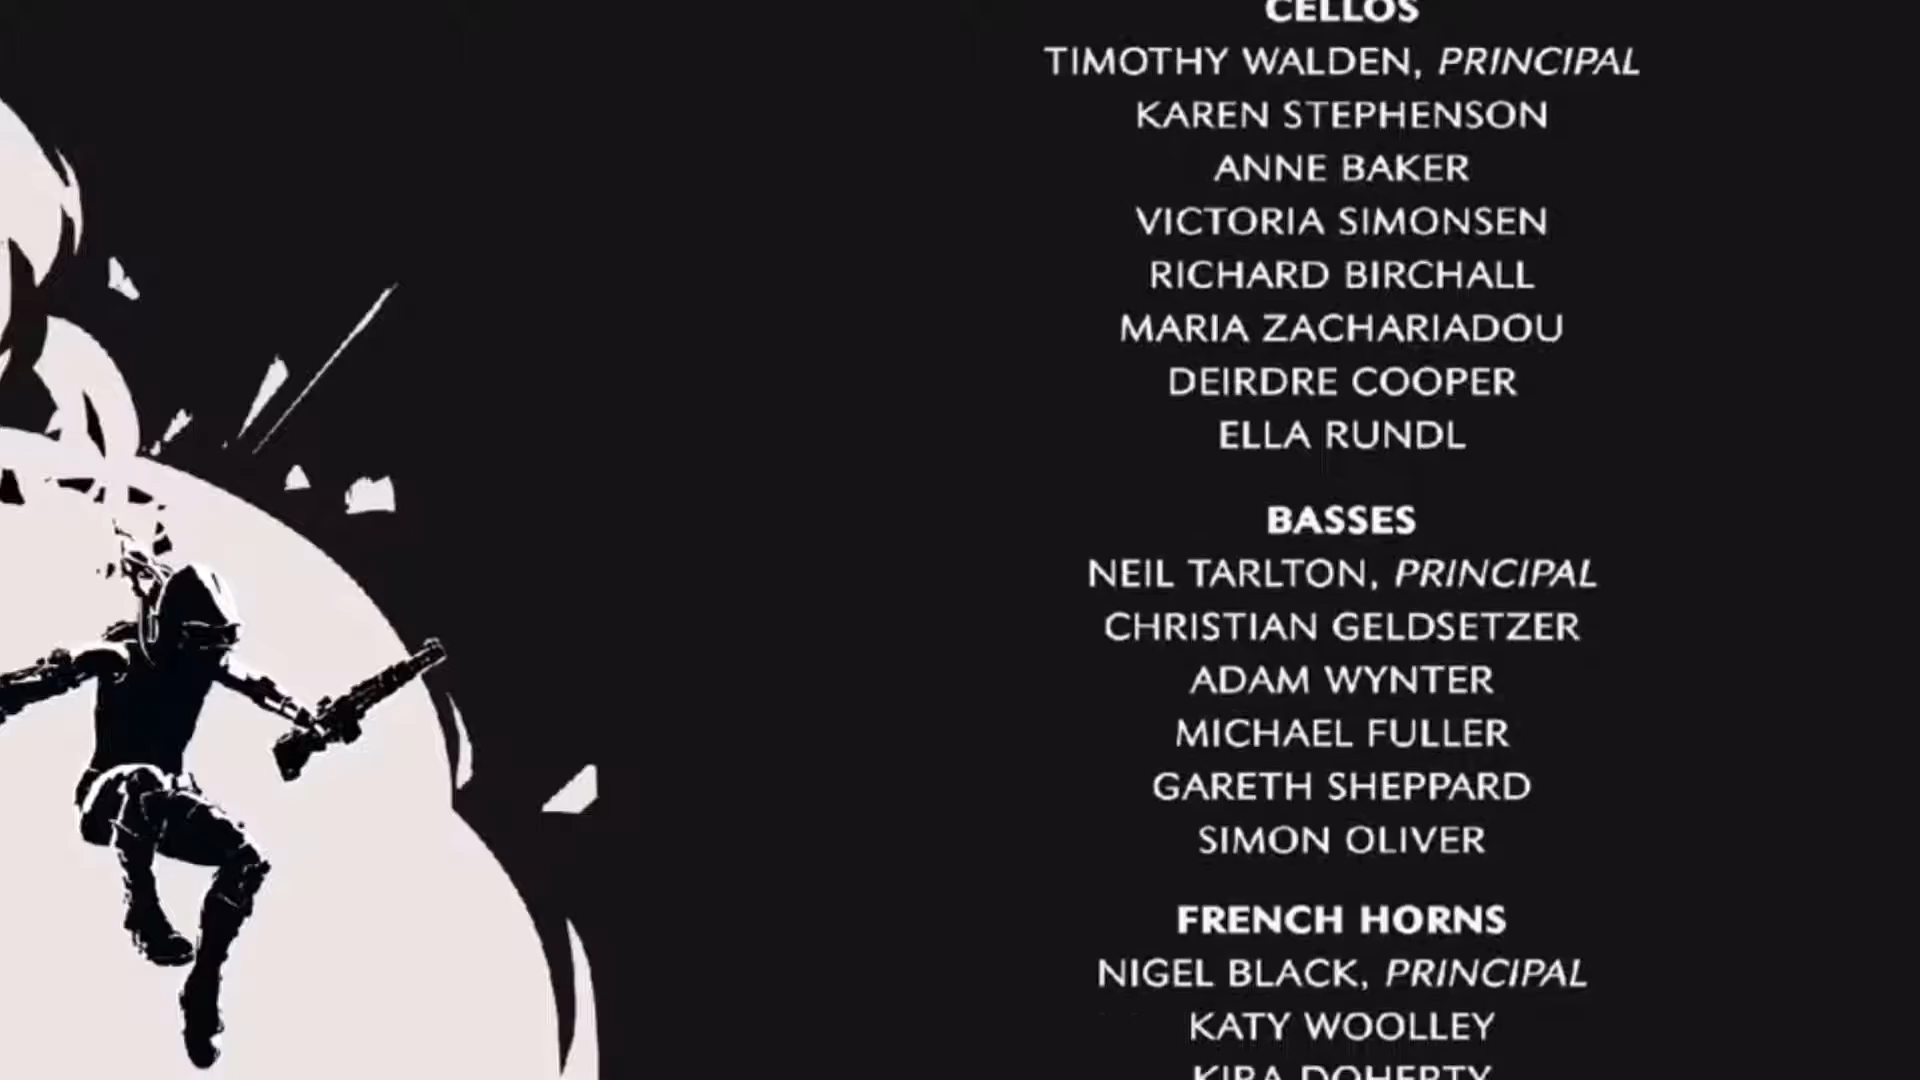 CELLOS
TIMOTHY WALDEN, PRINCIPAL
KAREN STEPHENSON
ANNE BAKER
VICTORIA SIMONSEN
RICHARD BIRCHALL
MARIA ZACHARIADOU
DEIRDRE COOPER
ELLA RUNDL
BASSES
NEIL TARLTON, PRINCIPAL
CHRISTIAN GELDSETZER
ADAM WYNTER
MICHAEL FULLER
GARETH SHEPPARD
SIMON OLIVER
FRENCH HORNS
NIGEL BLACK, PRINCIPAL
KATY WOOLLEY
KIRA DOHERTY